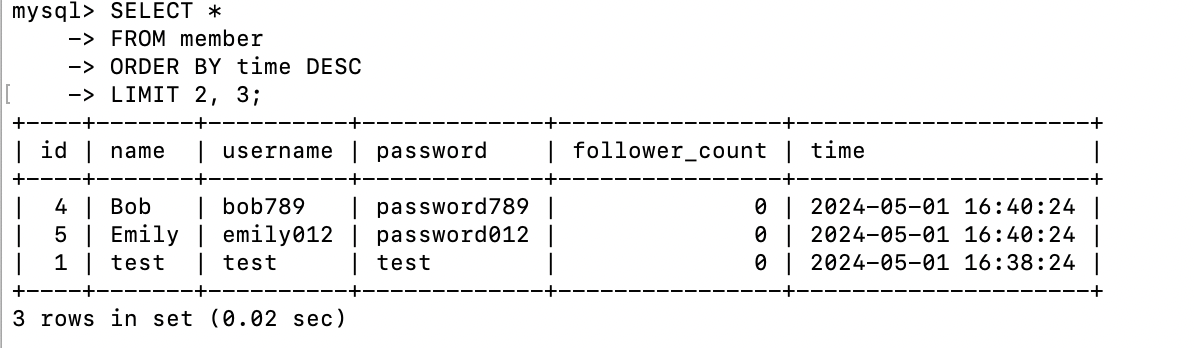 mysql> SELECT *
    -> FROM member
    -> ORDER BY time DESC
[    -> LIMIT 2, 3;
+----+-------+-----------+-------------+----------------+---------------------+
| id | name  | username  | password    | follower_count | time                |
+----+-------+-----------+-------------+----------------+---------------------+
|  4 | Bob   | bob789    | password789 |              0 | 2024-05-01 16:40:24 |
|  5 | Emily | emily012  | password012 |              0 | 2024-05-01 16:40:24 |
|  1 | test  | test      | test        |              0 | 2024-05-01 16:38:24 |
+----+-------+-----------+-------------+----------------+---------------------+
3 rows in set (0.02 sec)